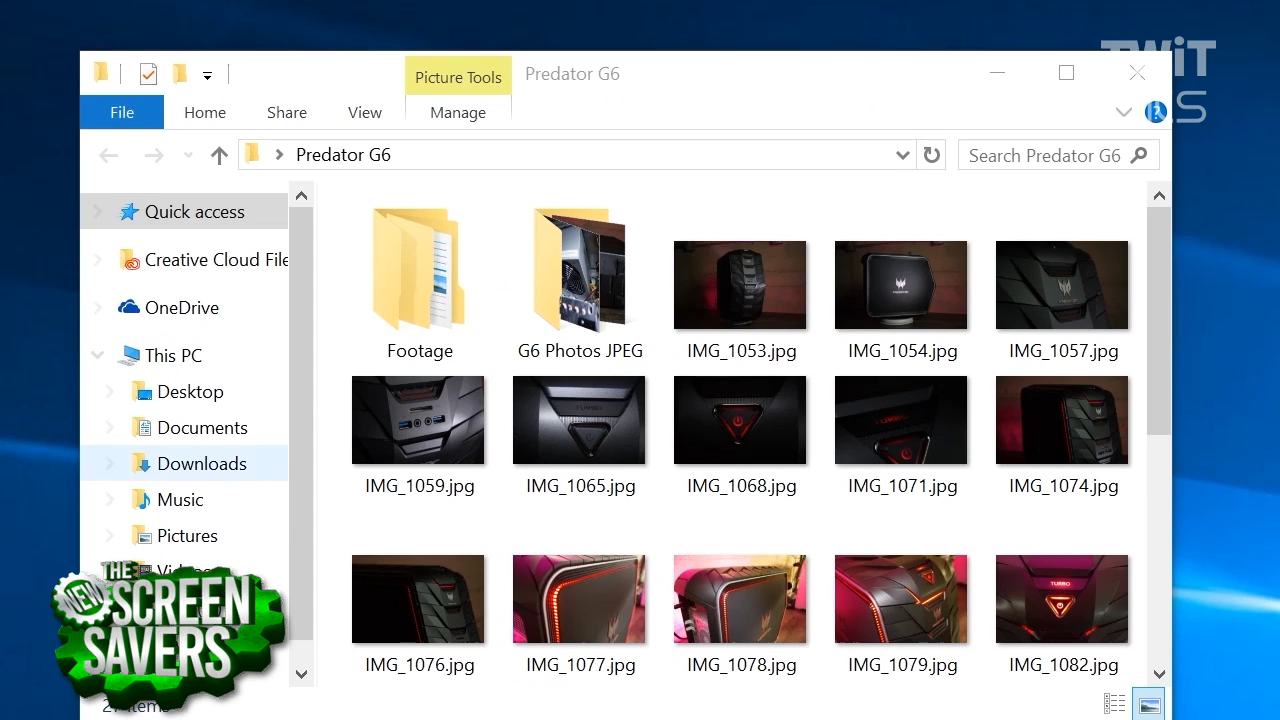 TWiT
Picture Tools
Predator G6
File
Home
Share
View
Manage
Predator G6
Search Predator G6
Quick access
Creative Cloud File
OneDrive
This PC
Desktop
Documents
Downloads
Music
Pictures
Footage
G6 Photos JPEG
IMG_1053.jpg
IMG_1054.jpg
IMG_1057.jpg
IMG_1059.jpg
IMG_1065.jpg
IMG_1068.jpg
IMG_1071.jpg
IMG_1074.jpg
TURBO
IMG_1076.jpg
IMG_1077.jpg
IMG_1078.jpg
IMG_1079.jpg
IMG_1082.jpg
THE
NEW
SCREEN
SAVERS
items